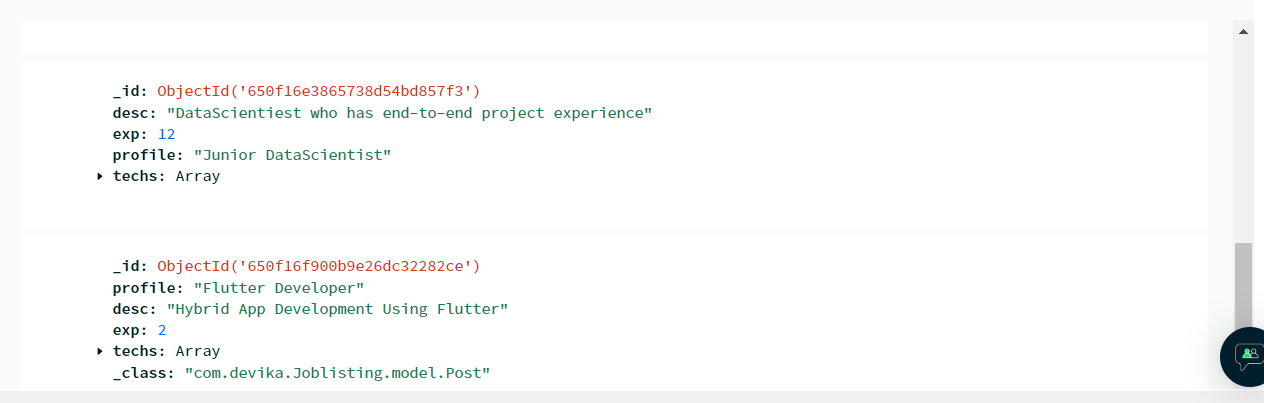 _id: ObjectId('650f16e3865738d54bd857f3')
desc: "DataScientiest who has end-to-end project experience"
exp: 12
profile: "Junior DataScientist"
techs: Array
_id: ObjectId('650f16f900b9e26dc32282ce')
profile: "Flutter Developer"
desc: "Hybrid App Development Using Flutter"
exp: 2
techs: Array
_class: "com.devika.Joblisting.model.Post"